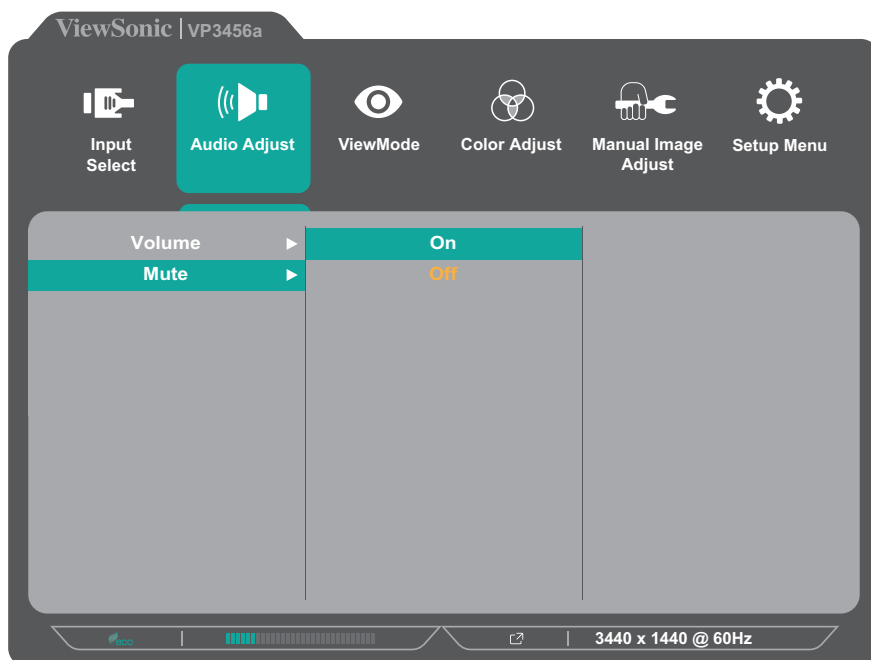 ViewSonic | VP3456a
Input Select
Audio Adjust
ViewMode
Color Adjust
Manual Image Adjust
Setup Menu
Volume
On
Mute
Off
eco
3440 x 1440 @ 60Hz